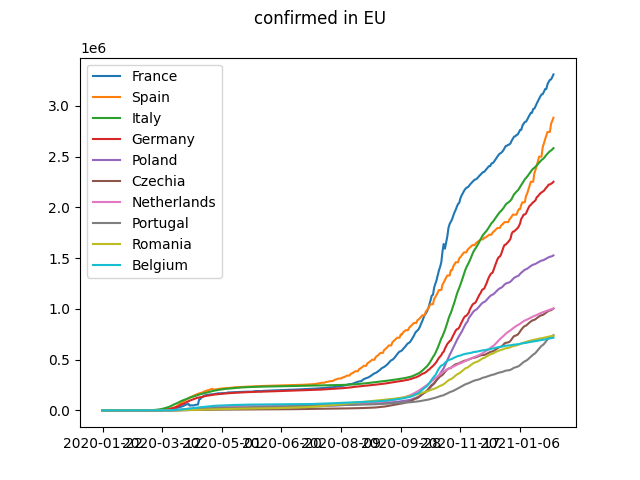 confirmed in EU
1e6
France
Spain
Italy
Germany
Poland
Czechia
Netherlands
Portugal
Romania
Belgium
3.0
2.5
2.0
1.5
1.0
0.5
0.0
2020-01-22 2020-03-12 2020-05-01 2020-06-20 2020-08-09 2020-09-28 2020-11-17 2021-01-06